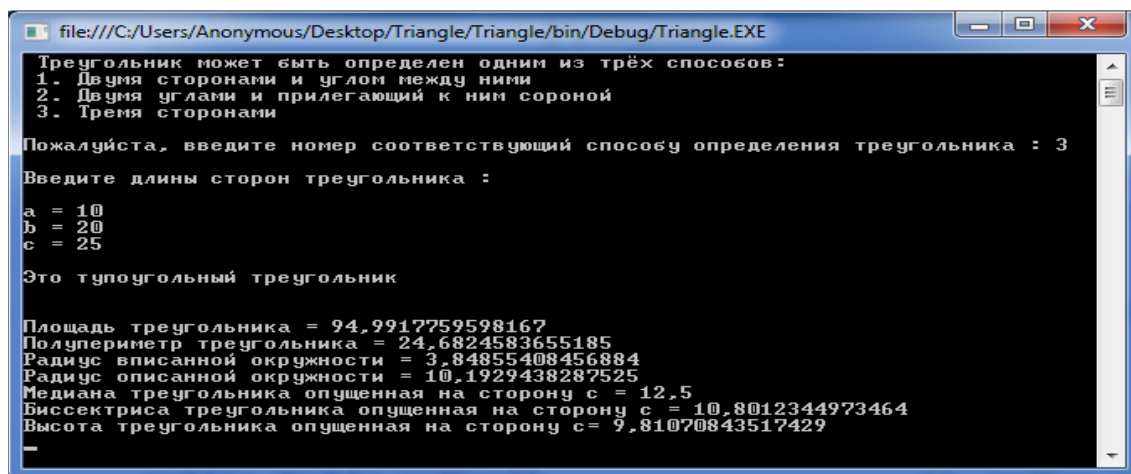 file:///C:/Users/Anonymous/Desktop/Triangle/Triangle/bin/Debug/Triangle.EXE
Треугольник может быть определен одним из трёх способов:
1. Двумя сторонами и углом между ними
2. Двумя углами и прилегающий к ним сороной
3. Тремя сторонами
Пожалуйста, введите номер соответствующий способу определения треугольника : 3
Введите длины сторон треугольника :
a = 10
b = 20
c = 25
Это тупоугольный треугольник
Площадь треугольника = 94,9917759598167
Полупериметр треугольника = 24,6824583655185
Радиус вписанной окружности = 3,84855408456884
Радиус описанной окружности = 10,1929438287525
Медиана треугольника опущенная на сторону c = 12,5
Биссектриса треугольника опущенная на сторону c = 10,8012344973464
Высота треугольника опущенная на сторону c= 9,81070843517429